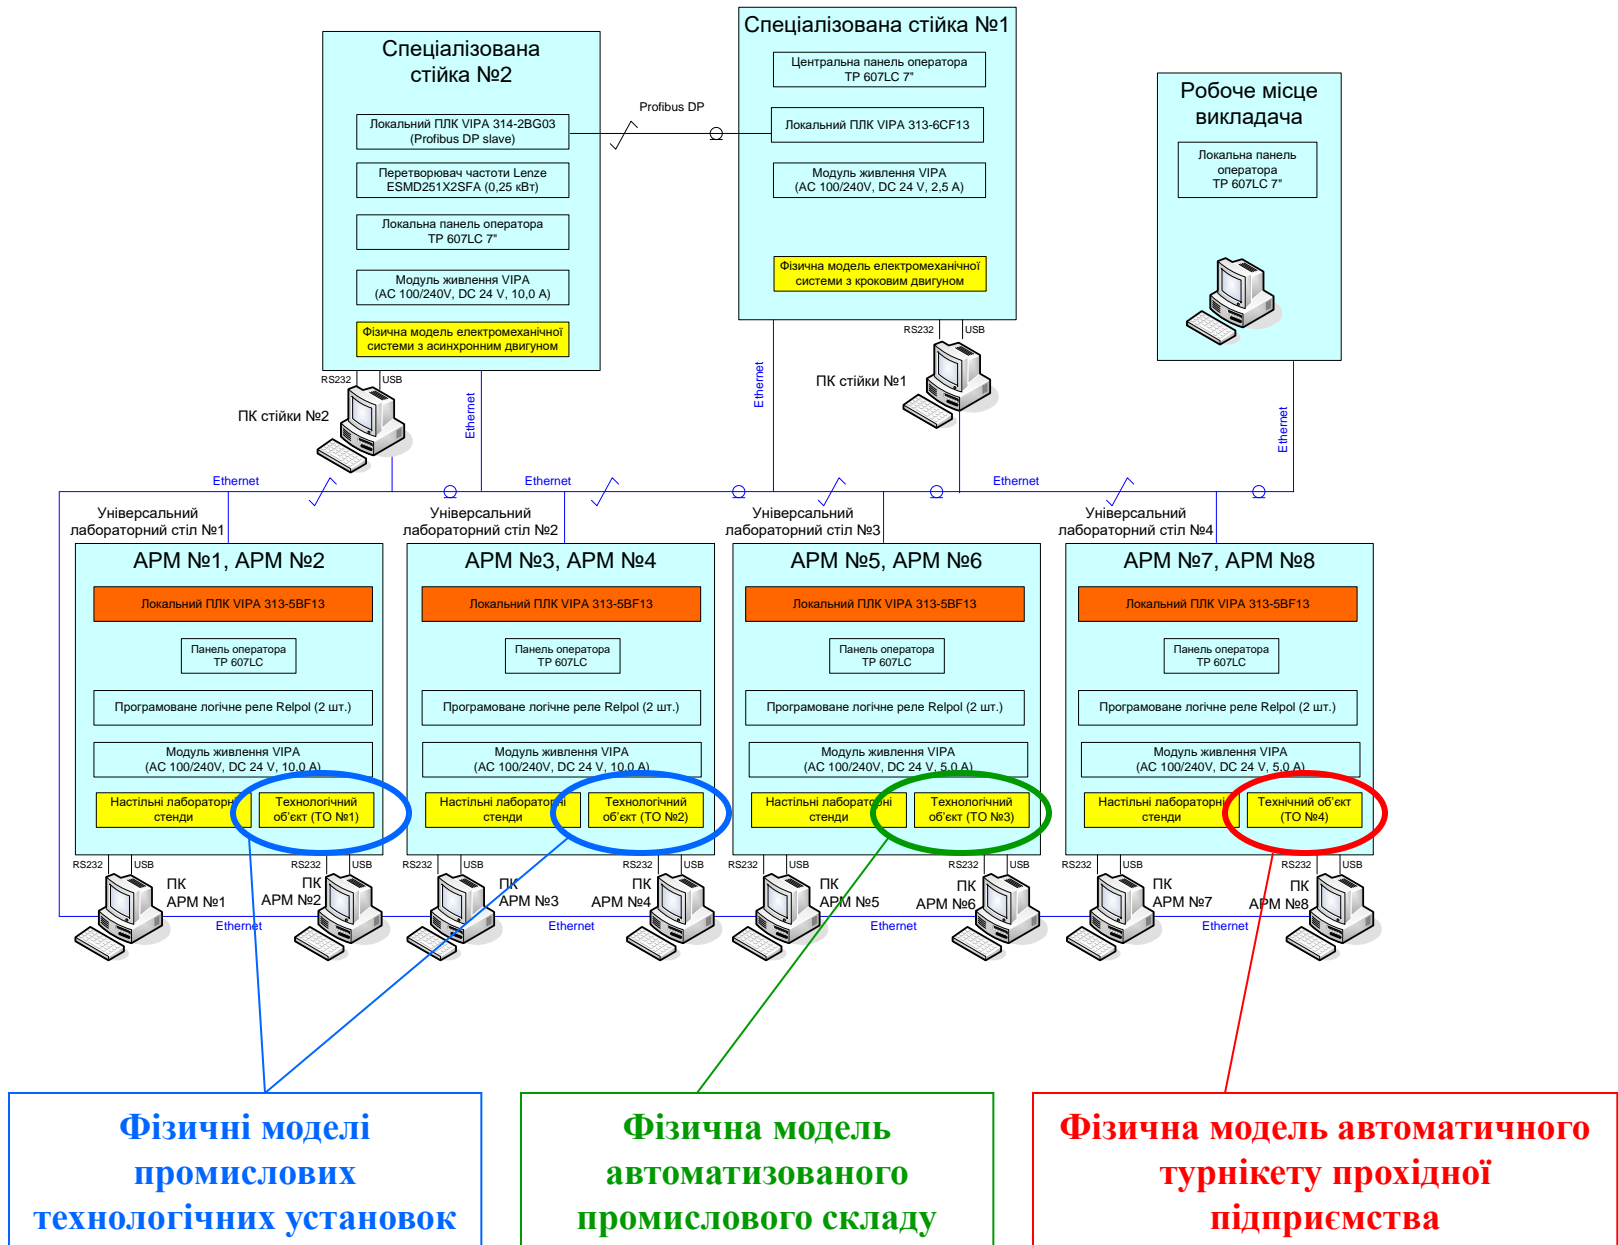 Спеціалізована
стійка №2
Локальний ПЛК VIPA 314-2BG03
(Profibus DP slave)
Перетворювач частоти Lenze
ESMD251X2SFA (0,25 кВт)
Локальна панель оператора
TP 607LC 7"
Модуль живлення VIPA
(AC 100/240V, DC 24 V, 10,0 A)
Фізична модель електромеханічної
системи з асинхронним двигуном
RS232
USB
ПК стійки №2
Ethernet
Profibus DP
Спеціалізована стійка №1
Центральна панель оператора
TP 607LC 7"
Локальний ПЛК VIPA 313-6CF13
Модуль живлення VIPA
(AC 100/240V, DC 24 V, 2,5 A)
Фізична модель електромеханічної
системи з кроковим двигуном
RS232
USB
ПК стійки №1
Ethernet
Робоче місце
викладача
Локальна панель
оператора
TP 607LC 7"
Ethernet
Ethernet
Ethernet
Ethernet
Ethernet
Універсальний
лабораторний стіл №1
АРМ №1, АРМ №2
Локальний ПЛК VIPA 313-5BF13
Панель оператора
TP 607LC
Програмоване логічне реле Relpol (2 шт.)
Модуль живлення VIPA
(AC 100/240V, DC 24 V, 10,0 A)
Настільні лабораторні
стенди
Технологічний
об'єкт (ТО №1)
RS232
USB
ПК
АРМ №1
RS232
USB
ПК
АРМ №2
Ethernet
Універсальний
лабораторний стіл №2
АРМ №3, АРМ №4
Локальний ПЛК VIPA 313-5BF13
Панель оператора
TP 607LC
Програмоване логічне реле Relpol (2 шт.)
Модуль живлення VIPA
(AC 100/240V, DC 24 V, 10,0 A)
Настільні лабораторні
стенди
Технологічний
об'єкт (ТО №2)
RS232
USB
ПК
АРМ №3
RS232
USB
ПК
АРМ №4
Ethernet
Універсальний
лабораторний стіл №3
АРМ №5, АРМ №6
Локальний ПЛК VIPA 313-5BF13
Панель оператора
TP 607LC
Програмоване логічне реле Relpol (2 шт.)
Модуль живлення VIPA
(AC 100/240V, DC 24 V, 5,0 A)
Настільні лабораторні
стенди
Технологічний
об'єкт (ТО №3)
RS232
USB
ПК
АРМ №5
RS232
USB
ПК
АРМ №6
Ethernet
Універсальний
лабораторний стіл №4
АРМ №7, АРМ №8
Локальний ПЛК VIPA 313-5BF13
Панель оператора
TP 607LC
Програмоване логічне реле Relpol (2 шт.)
Модуль живлення VIPA
(AC 100/240V, DC 24 V, 5,0 A)
Настільні лабораторні
стенди
Технічний об'єкт
(ТО №4)
RS232
USB
ПК
АРМ №7
RS232
USB
ПК
АРМ №8
Ethernet
Фізичні моделі
промислових
технологічних установок
Фізична модель
автоматизованого
промислового складу
Фізична модель автоматичного
турнікету прохідної
підприємства